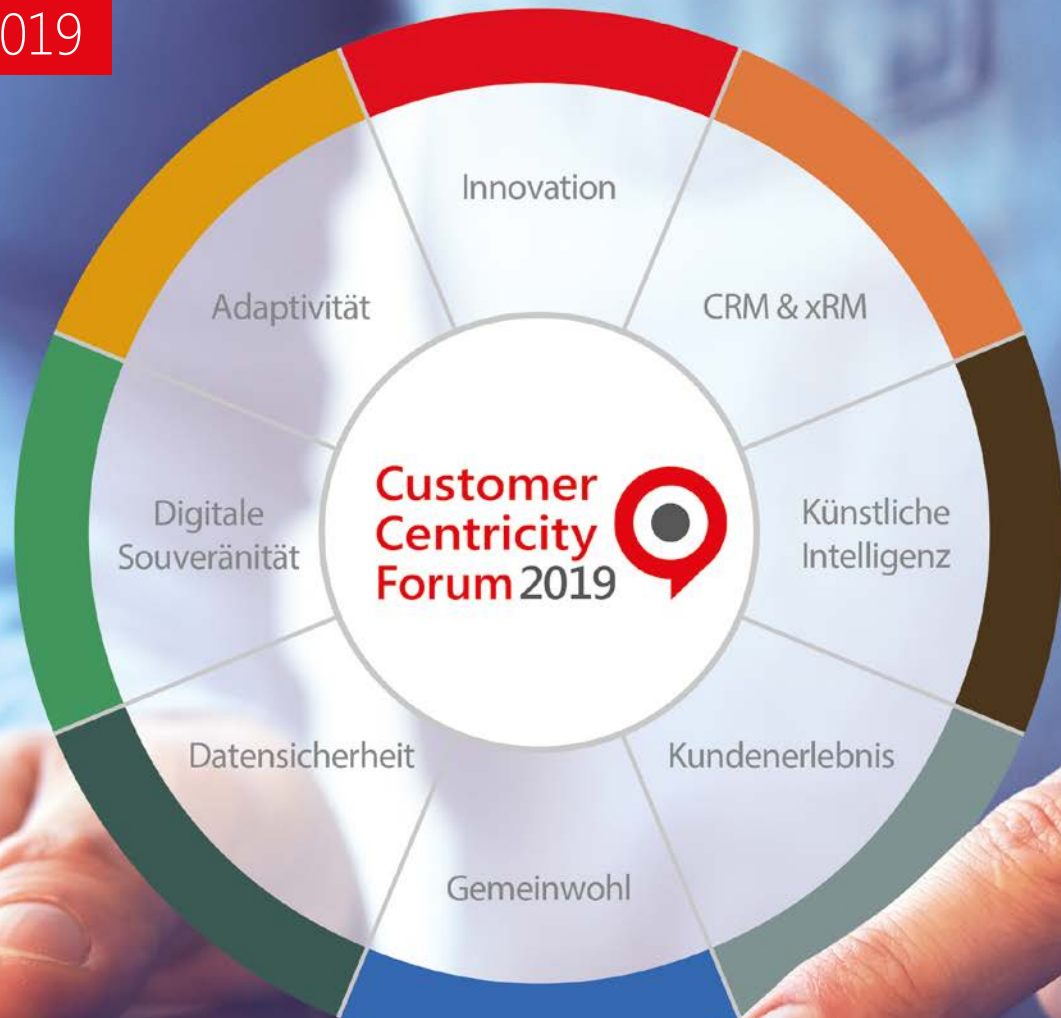 019
Innovation
Adaptivität
CRM & xRM
Customer
Centricity
Forum 2019
Digitale
Souveränität
Künstliche
Intelligenz
Datensicherheit
Kundenerlebnis
Gemeinwohl